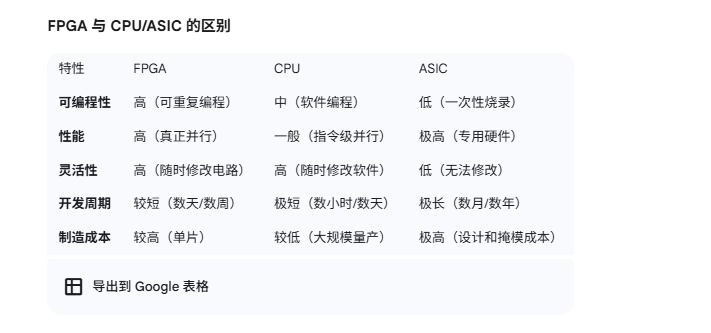 FPGA 与 CPU/ASIC 的区别
特性 FPGA CPU ASIC
可编程性 高（可重复编程） 中（软件编程） 低（一次性烧录）
性能 高（真正并行） 一般（指令级并行） 极高（专用硬件）
灵活性 高（随时修改电路） 高（随时修改软件） 低（无法修改）
开发周期 较短（数天/数周） 极短（数小时/数天） 极长（数月/数年）
制造成本 较高（单片） 较低（大规模量产） 极高（设计和掩模成本）
导出到 Google 表格